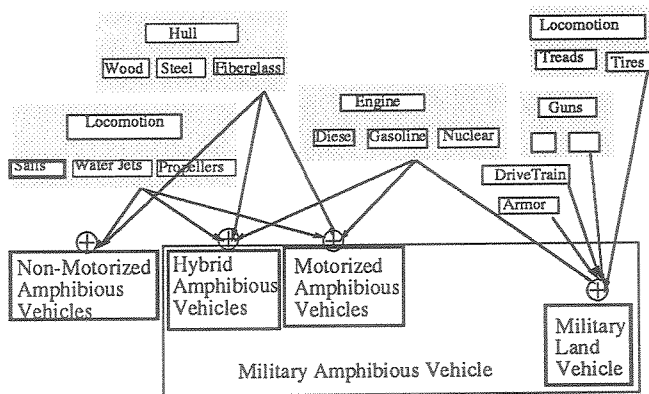 Hull
Wood Steel Fiberglass
Locomotion
Sails Water Jets Propellers
Engine
Diese Gasoline Nuclear
Locomotion
Treads Tires
Guns
DriveTrain
Armor
Non-Motorized
Amphibious
Vehicles
Hybrid
Amphibious
Vehicles
Motorized
Amphibious
Vehicles
Military Amphibious Vehicle
Military
Land
Vehicle